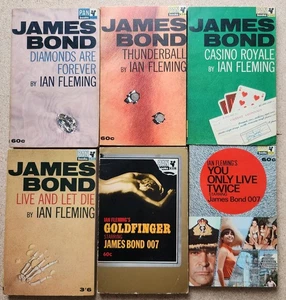 PAN
JAMES
BOND
DIAMONDS ARE
FOREVER
BY IAN FLEMING
60c
JAMES
BOND
THUNDERBALL
BY IAN FLEMING
60c
JAMES
BOND
CASINO ROYALE
BY IAN FLEMING
JAMES
BOND
LIVE AND LET DIE
BY IAN FLEMING
3'6
IAN FLEMING'S
GOLDFINGER
STARRING
JAMES BOND 007
60c
60c
IAN FLEMING'S
YOU
ONLY LIVE
TWICE
STARRING
James Bond 007